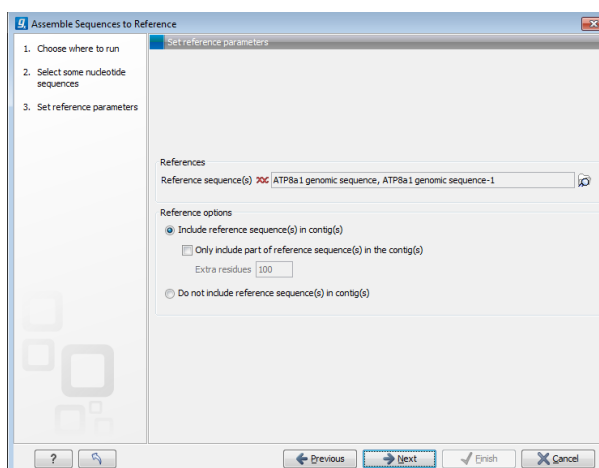 Assemble Sequences to Reference
1. Choose where to run
2. Select some nucleotide
sequences
3. Set reference parameters
Set reference parameters
References
Reference sequence(s) ATP8a1 genomic sequence, ATP8a1 genomic sequence-1
Reference options
Include reference sequence(s) in contig(s)
Only include part of reference sequence(s) in the contig(s)
Extra residues 100
Do not include reference sequence(s) in contig(s)
? Previous Next Finish Cancel